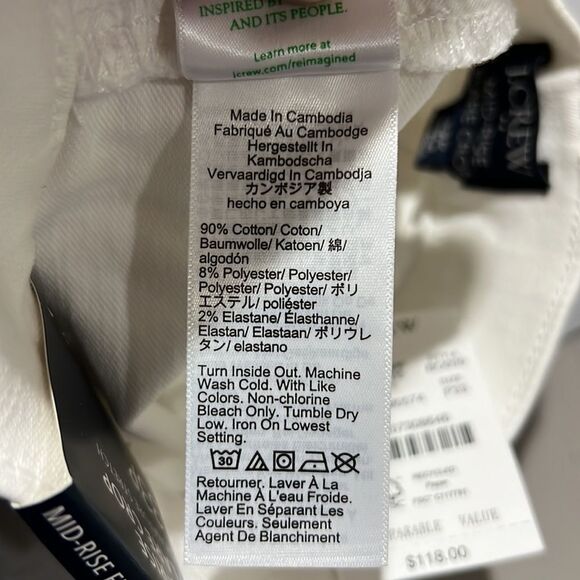 INSPIRED BY
AND ITS PEOPLE.
Learn more at
jcrew.com/reimagined
Made In Cambodia
Fabriqué Au Cambodge
Hergestellt In
Kambodscha
Vervaardigd In Cambodja
カンボジア製
hecho en camboya
90% Cotton/ Coton/
Baumwolle/ Katoen/ 綿/
algodón
8% Polyester/ Polyester/
Polyester/ Polyester/ ポリ
エステル/ poliéster
2% Elastane/ Élasthanne/
Elastan/ Elastaan/ ポリウレ
タン/ elastano
Turn Inside Out. Machine
Wash Cold. With Like
Colors. Non-chlorine
Bleach Only. Tumble Dry
Low. Iron On Lowest
Setting.
30
Retourner. Laver À La
Machine À L'eau Froide.
Laver En Séparant Les
Couleurs. Seulement
Agent De Blanchiment
J.CREW
MID-RISE
VALUE
$118.00